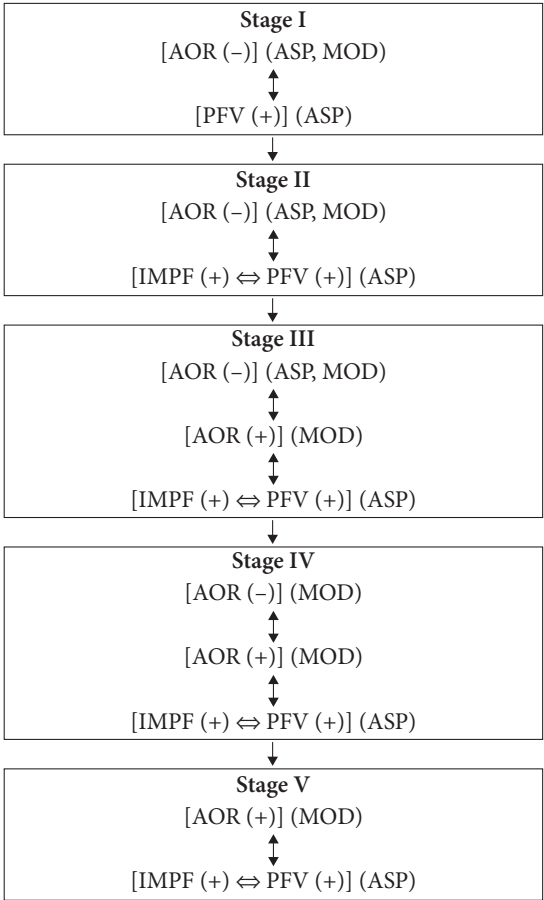 Stage I
[AOR (–)] (ASP, MOD)
[PFV (+)] (ASP)
Stage II
[AOR (–)] (ASP, MOD)
[IMPF (+) ⇔ PFV (+)] (ASP)
Stage III
[AOR (–)] (ASP, MOD)
[AOR (+)] (MOD)
[IMPF (+) ⇔ PFV (+)] (ASP)
Stage IV
[AOR (–)] (MOD)
[AOR (+)] (MOD)
[IMPF (+) ⇔ PFV (+)] (ASP)
Stage V
[AOR (+)] (MOD)
[IMPF (+) ⇔ PFV (+)] (ASP)